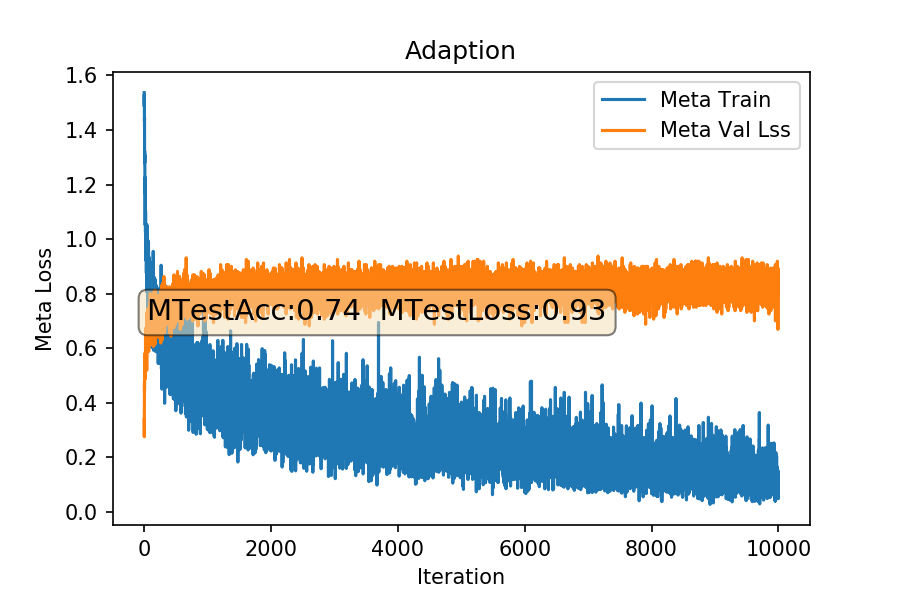 Adaption
1.6
1.4
1.2
1.0
0.8
0.6
0.4
0.2
0.0
Meta Loss
Meta Train
Meta Val Lss
MTestAcc:0.74 MTestLoss:0.93
0 2000 4000 6000 8000 10000
Iteration